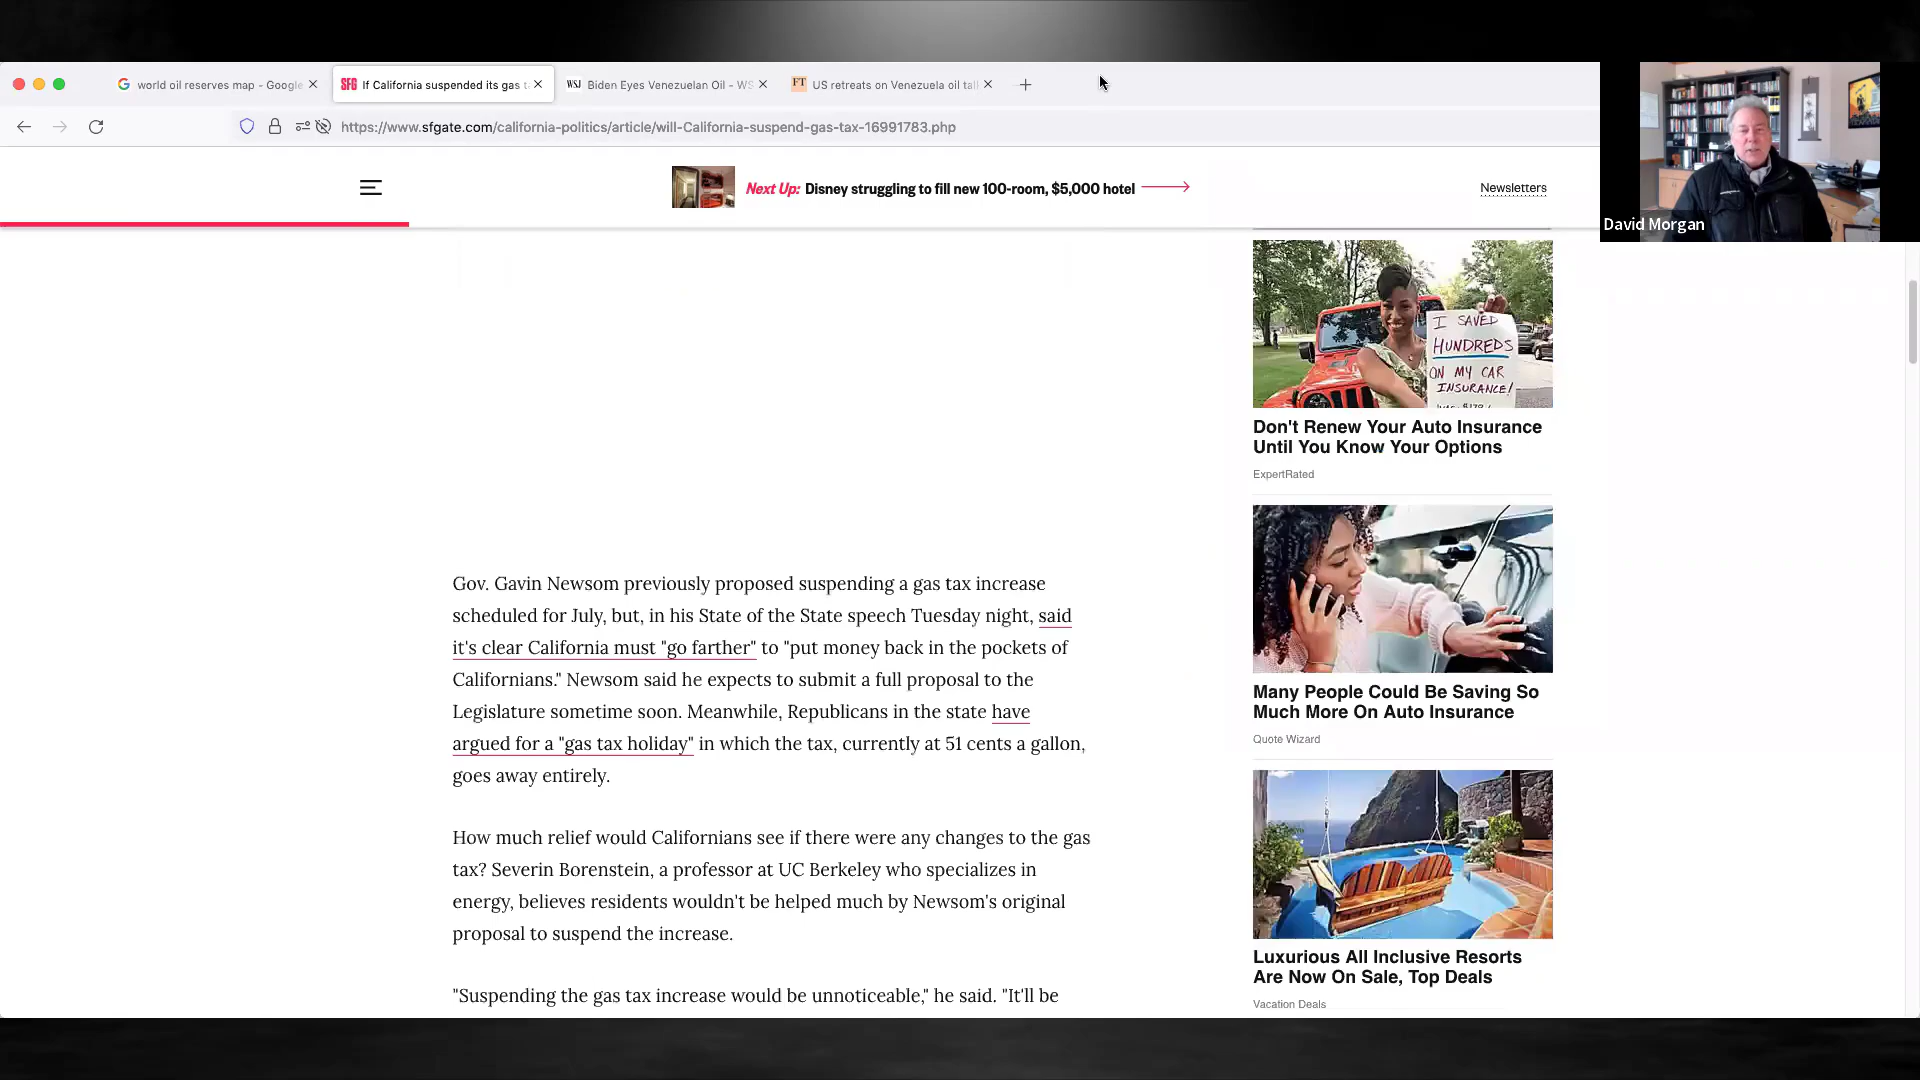 world oil reserves map - Google
SFG If California suspended its gas t
WSJ Biden Eyes Venezuelan Oil - WS
FT US retreats on Venezuela oil tal
https://www.sfgate.com/california-politics/article/will-California-suspend-gas-tax-16991783.php
Next Up: Disney struggling to fill new 100-room, $5,000 hotel
Newsletters
David Morgan
Gov. Gavin Newsom previously proposed suspending a gas tax increase
scheduled for July, but, in his State of the State speech Tuesday night, said
it's clear California must "go farther" to "put money back in the pockets of
Californians." Newsom said he expects to submit a full proposal to the
Legislature sometime soon. Meanwhile, Republicans in the state have
argued for a "gas tax holiday" in which the tax, currently at 51 cents a gallon,
goes away entirely.
How much relief would Californians see if there were any changes to the gas
tax? Severin Borenstein, a professor at UC Berkeley who specializes in
energy, believes residents wouldn't be helped much by Newsom's original
proposal to suspend the increase.
"Suspending the gas tax increase would be unnoticeable," he said. "It'll be
I SAVED
HUNDREDS
ON MY CAR
INSURANCE!
Don't Renew Your Auto Insurance
Until You Know Your Options
ExpertRated
Many People Could Be Saving So
Much More On Auto Insurance
Quote Wizard
Luxurious All Inclusive Resorts
Are Now On Sale, Top Deals
Vacation Deals